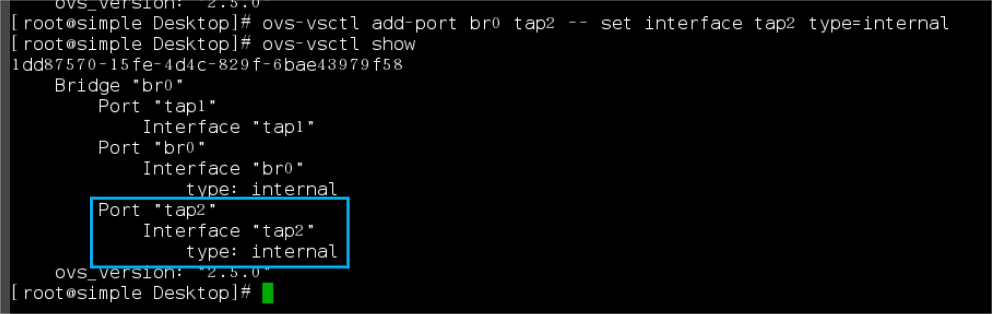 ovs_version: "2.5.0"
[root@simple Desktop]# ovs-vsctl add-port br0 tap2 -- set interface tap2 type=internal
[root@simple Desktop]# ovs-vsctl show
1dd87570-15fe-4d4c-829f-6bae43979f58
    Bridge "br0"
        Port "tap1"
            Interface "tap1"
        Port "br0"
            Interface "br0"
                type: internal
        Port "tap2"
            Interface "tap2"
                type: internal
    ovs_version: "2.5.0"
[root@simple Desktop]#